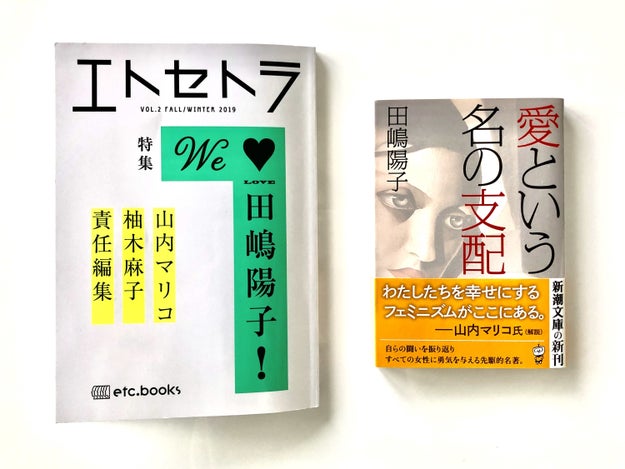 エトセトラ
VOL.2 FALL/WINTER 2019
特集
We ♥
LOVE
田嶋陽子！
山内マリコ
柚木麻子
責任編集
etc.books
愛という
名の支配
田嶋陽子
わたしたちを幸せにする
フェミニズムがここにある。
――山内マリコ氏（解説）
自らの闘いを振り返り
すべての女性に勇気を与える先駆的名著。
新潮文庫の新刊